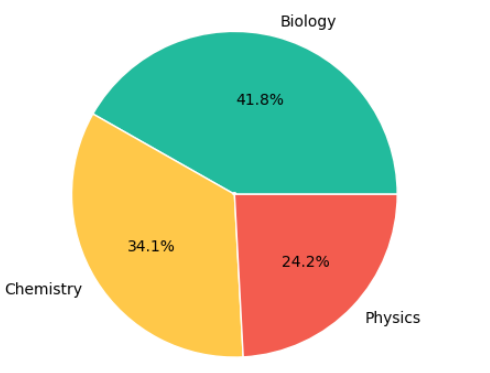 Biology
41.8%
34.1%
24.2%
Chemistry
Physics